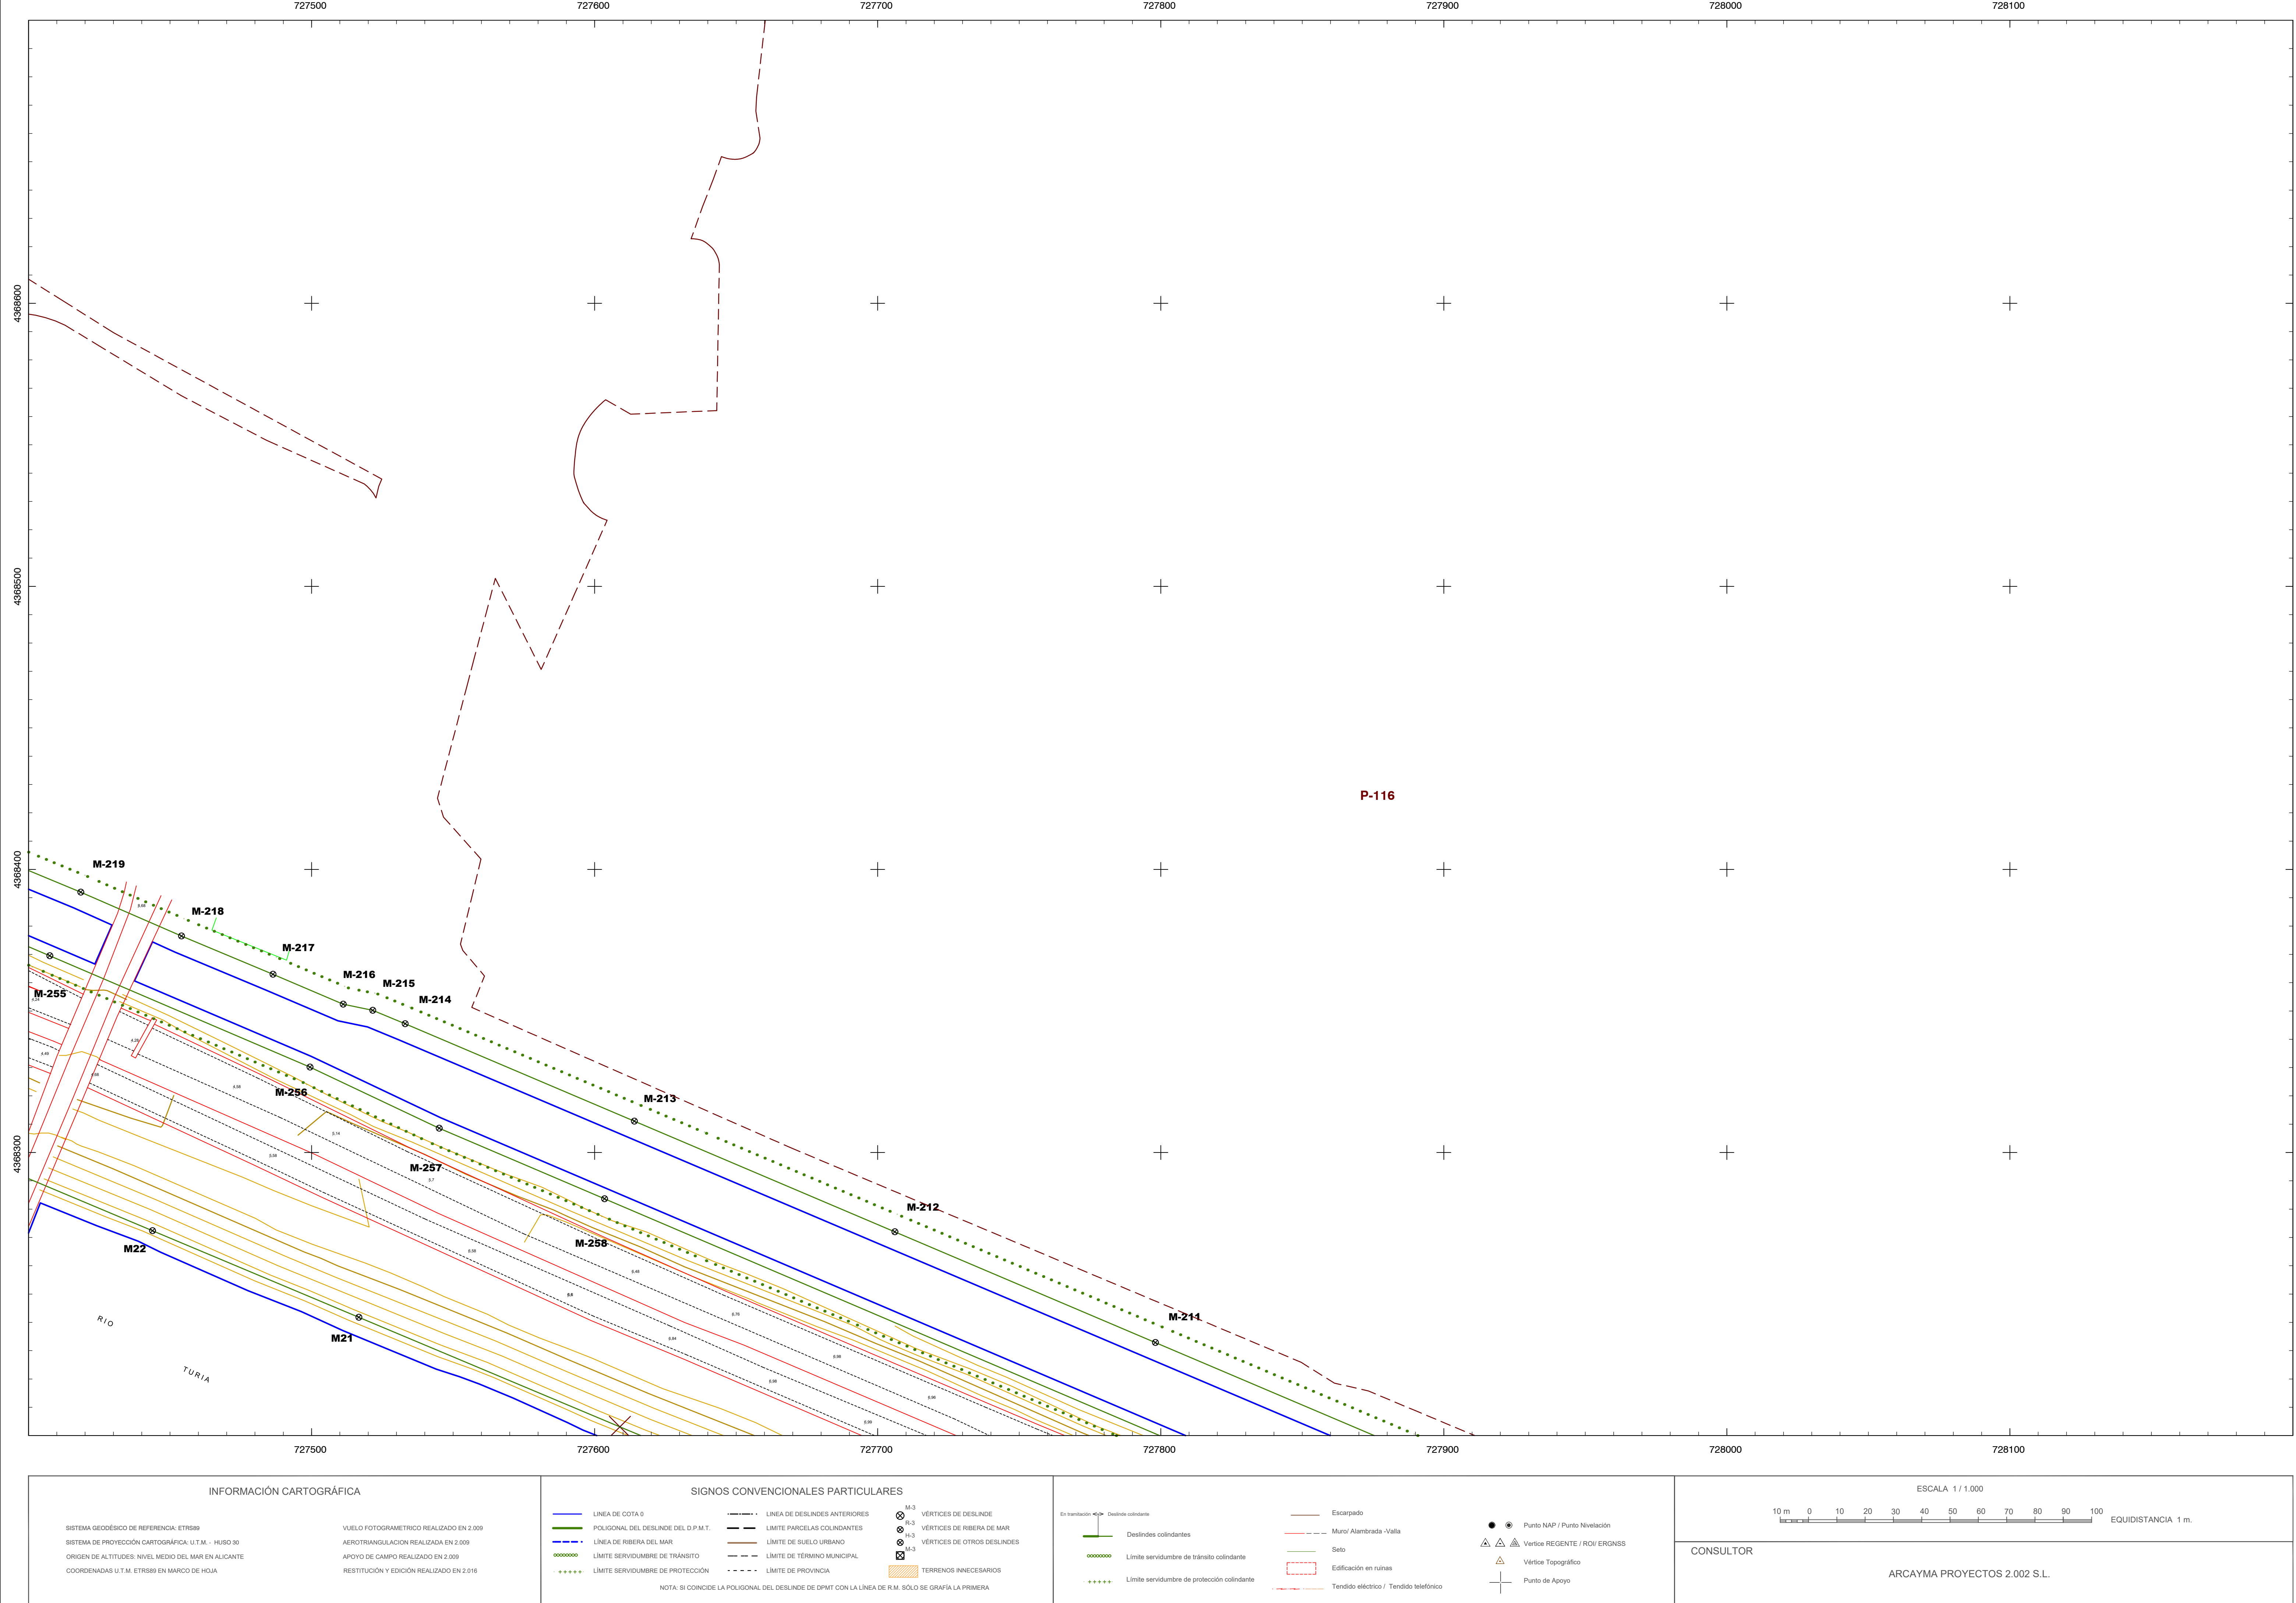 727500 727600 727700 727800 727900 728000 728100
4368600
4368500
4368400
4368300
P-116
M-219
M-218
M-217
M-216
M-215
M-214
M-213
M-212
M-211
M-255
M-256
M-257
M-258
M22
M21
RIO
TURIA
727500 727600 727700 727800 727900 728000 728100
INFORMACIÓN CARTOGRÁFICA
SISTEMA GEODÉSICO DE REFERENCIA: ETRS89
SISTEMA DE PROYECCIÓN CARTOGRÁFICA: U.T.M. - HUSO 30
ORIGEN DE ALTITUDES: NIVEL MEDIO DEL MAR EN ALICANTE
COORDENADAS U.T.M. ETRS89 EN MARCO DE HOJA
VUELO FOTOGRAMETRICO REALIZADO EN 2.009
AEROTRIANGULACION REALIZADA EN 2.009
APOYO DE CAMPO REALIZADO EN 2.009
RESTITUCIÓN Y EDICIÓN REALIZADO EN 2.016
SIGNOS CONVENCIONALES PARTICULARES
LINEA DE COTA 0
POLIGONAL DEL DESLINDE DEL D.P.M.T.
LÍNEA DE RIBERA DEL MAR
LÍMITE SERVIDUMBRE DE TRÁNSITO
LÍMITE SERVIDUMBRE DE PROTECCIÓN
LINEA DE DESLINDES ANTERIORES
LIMITE PARCELAS COLINDANTES
LÍMITE DE SUELO URBANO
LÍMITE DE TÉRMINO MUNICIPAL
LÍMITE DE PROVINCIA
M-3 VÉRTICES DE DESLINDE
R-3 VÉRTICES DE RIBERA DE MAR
H-3 VÉRTICES DE OTROS DESLINDES
M-3
TERRENOS INNECESARIOS
NOTA: SI COINCIDE LA POLIGONAL DEL DESLINDE DE DPMT CON LA LÍNEA DE R.M. SÓLO SE GRAFÍA LA PRIMERA
En tramitación Deslinde colindante
Deslindes colindantes
Límite servidumbre de tránsito colindante
Límite servidumbre de protección colindante
Escarpado
Muro/ Alambrada -Valla
Seto
Edificación en ruinas
Tendido eléctrico / Tendido telefónico
Punto NAP / Punto Nivelación
Vertice REGENTE / ROI/ ERGNSS
Vértice Topográfico
Punto de Apoyo
ESCALA 1 / 1.000
10 m 0 10 20 30 40 50 60 70 80 90 100
EQUIDISTANCIA 1 m.
CONSULTOR
ARCAYMA PROYECTOS 2.002 S.L.